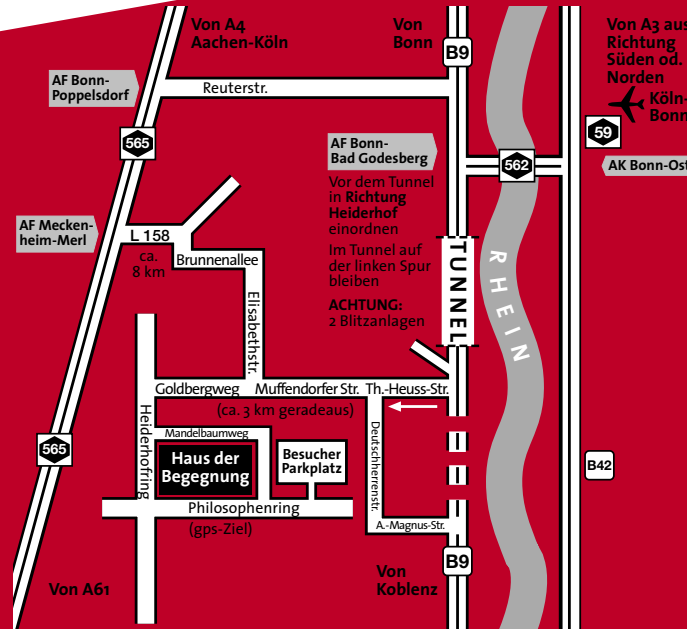 Von A4
Aachen-Köln
Von
Bonn
B9
Von A3 aus
Richtung
Süden od.
Norden
Köln-
Bonn
AF Bonn-
Poppelsdorf
Reuterstr.
565
59
AF Bonn-
Bad Godesberg
562
AK Bonn-Ost
Vor dem Tunnel
in Richtung
Heiderhof
einordnen
Im Tunnel auf
der linken Spur
bleiben
ACHTUNG:
2 Blitzanlagen
AF Mecken-
heim-Merl
L 158
ca.
8 km
Brunnenallee
Elisabethstr.
TUNNEL
RHEIN
Goldbergweg
Muffendorfer Str.
Th.-Heuss-Str.
(ca. 3 km geradeaus)
Heiderhofring
Mandelbaumweg
Deutschherrenstr.
565
Haus der
Begegnung
Besucher
Parkplatz
B42
Philosophenring
(gps-Ziel)
A.-Magnus-Str.
B9
Von
Koblenz
Von A61